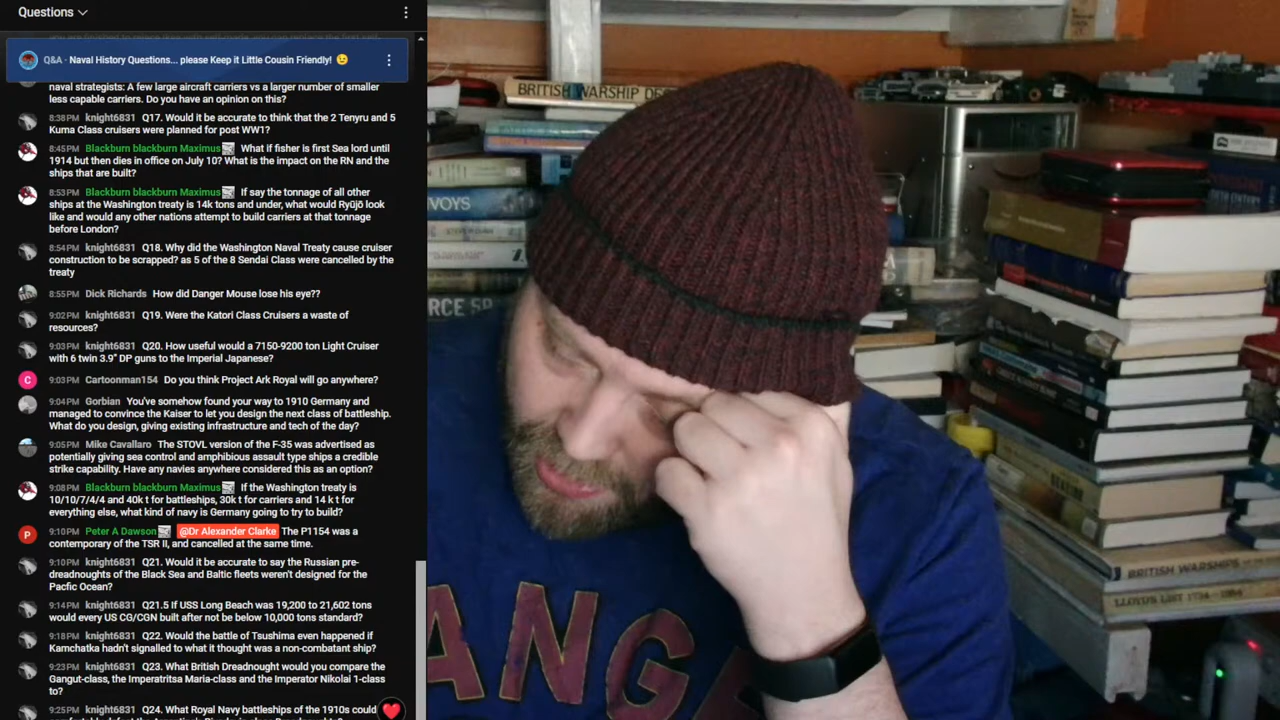 Questions
Q&A · Naval History Questions... please Keep it Little Cousin Friendly! 😉
naval strategists: A few large aircraft carriers vs a larger number of smaller
less capable carriers. Do you have an opinion on this?
8:38PM knight6831 Q17. Would it be accurate to think that the 2 Tenyru and 5
Kuma Class cruisers were planned for post WW1?
8:45PM Blackburn blackburn Maximus What if fisher is first Sea lord until
1914 but then dies in office on July 10? What is the impact on the RN and the
ships that are built?
8:53PM Blackburn blackburn Maximus If say the tonnage of all other
ships at the Washington treaty is 14k tons and under, what would Ryūjō look
like and would any other nations attempt to build carriers at that tonnage
before London?
8:54PM knight6831 Q18. Why did the Washington Naval Treaty cause cruiser
construction to be scrapped? as 5 of the 8 Sendai Class were cancelled by the
treaty
8:55PM Dick Richards How did Danger Mouse lose his eye??
9:02PM knight6831 Q19. Were the Katori Class Cruisers a waste of
resources?
9:03PM knight6831 Q20. How useful would a 7150-9200 ton Light Cruiser
with 6 twin 3.9" DP guns to the Imperial Japanese?
C 9:03PM Cartoonman154 Do you think Project Ark Royal will go anywhere?
9:04PM Gorbian You've somehow found your way to 1910 Germany and
managed to convince the Kaiser to let you design the next class of battleship.
What do you design, giving existing infrastructure and tech of the day?
9:05PM Mike Cavallaro The STOVL version of the F-35 was advertised as
potentially giving sea control and amphibious assault type ships a credible
strike capability. Have any navies anywhere considered this as an option?
9:08PM Blackburn blackburn Maximus If the Washington treaty is
10/10/7/4/4 and 40k t for battleships, 30k t for carriers and 14 k t for
everything else, what kind of navy is Germany going to try to build?
P 9:10PM Peter A Dawson @Dr Alexander Clarke The P1154 was a
contemporary of the TSR II, and cancelled at the same time.
9:10PM knight6831 Q21. Would it be accurate to say the Russian pre-
dreadnoughts of the Black Sea and Baltic fleets weren't designed for the
Pacfic Ocean?
9:14PM knight6831 Q21.5 If USS Long Beach was 19,200 to 21,602 tons
would every US CG/CGN built after not be below 10,000 tons standard?
9:18PM knight6831 Q22. Would the battle of Tsushima even happened if
Kamchatka hadn't signalled to what it thought was a non-combatant ship?
9:23PM knight6831 Q23. What British Dreadnought would you compare the
Gangut-class, the Imperatritsa Maria-class and the Imperator Nikolai 1-class
to?
9:25PM knight6831 Q24. What Royal Navy battleships of the 1910s could
BRITISH WARSHIP
VOYS
BRITISH WARSHIPS
ANG